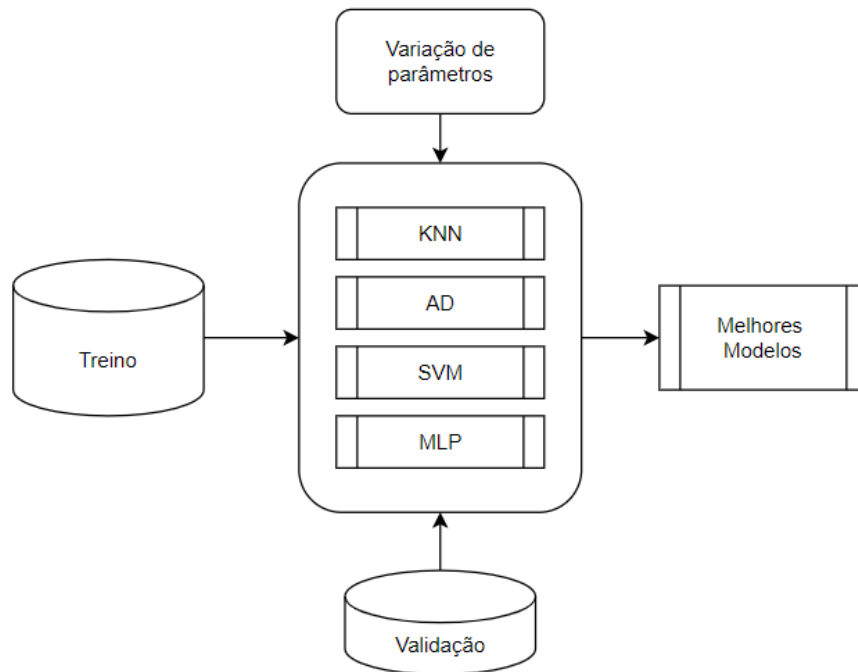 Variação de
parâmetros
KNN
AD
SVM
MLP
Treino
Melhores
Modelos
Validação